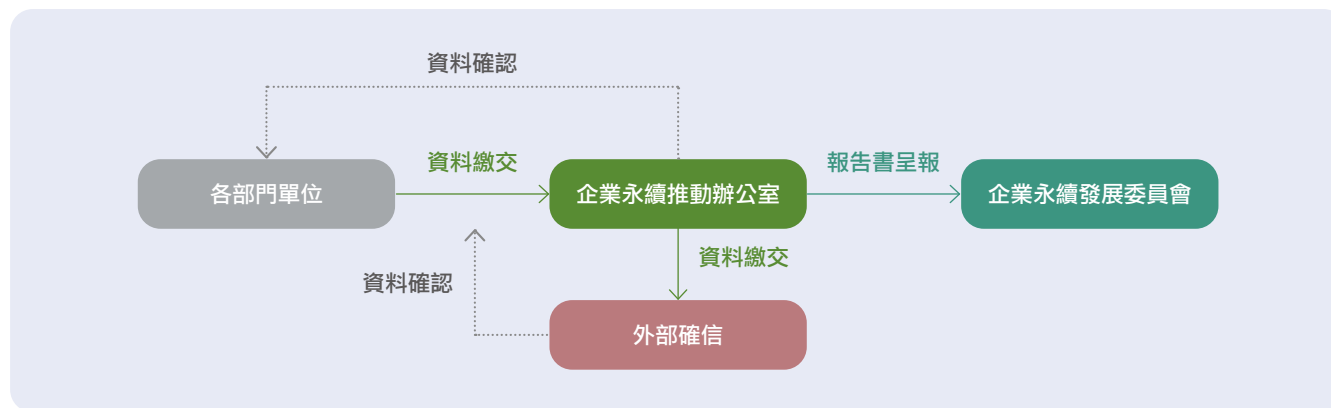 資料確認
資料繳交
報告書呈報
各部門單位
企業永續推動辦公室
企業永續發展委員會
資料繳交
資料確認
外部確信